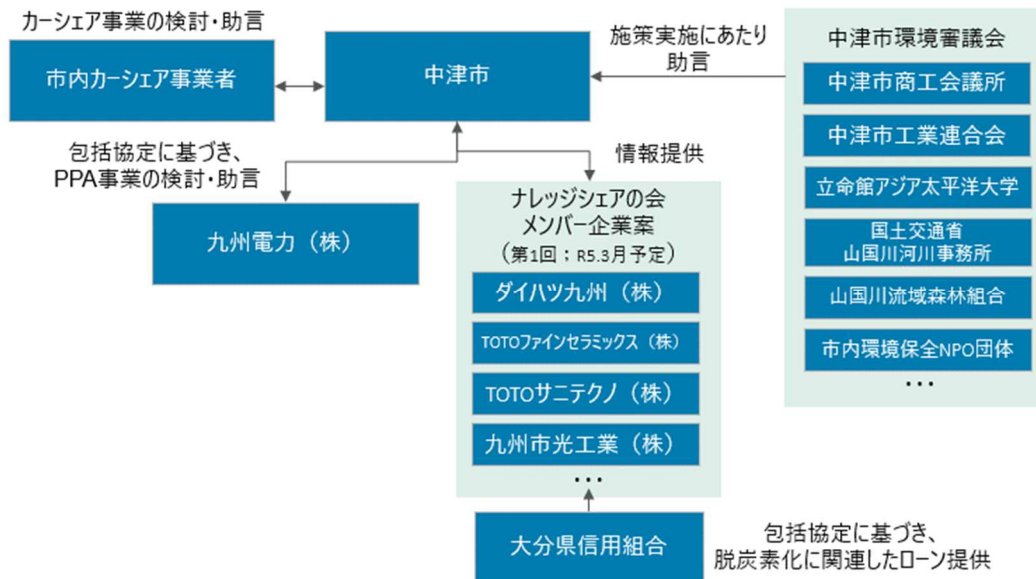 カーシェア事業の検討・助言
市内カーシェア事業者
中津市
施策実施にあたり
助言
中津市環境審議会
中津市商工会議所
中津市工業連合会
立命館アジア太平洋大学
国土交通省
山国川河川事務所
山国川流域森林組合
市内環境保全NPO団体
・・・
包括協定に基づき、
PPA事業の検討・助言
九州電力（株）
情報提供
ナレッジシェアの会
メンバー企業案
（第1回；R5.3月予定）
ダイハツ九州（株）
TOTOファインセラミックス（株）
TOTOサニテクノ（株）
九州市光工業（株）
・・・
大分県信用組合
包括協定に基づき、
脱炭素化に関連したローン提供